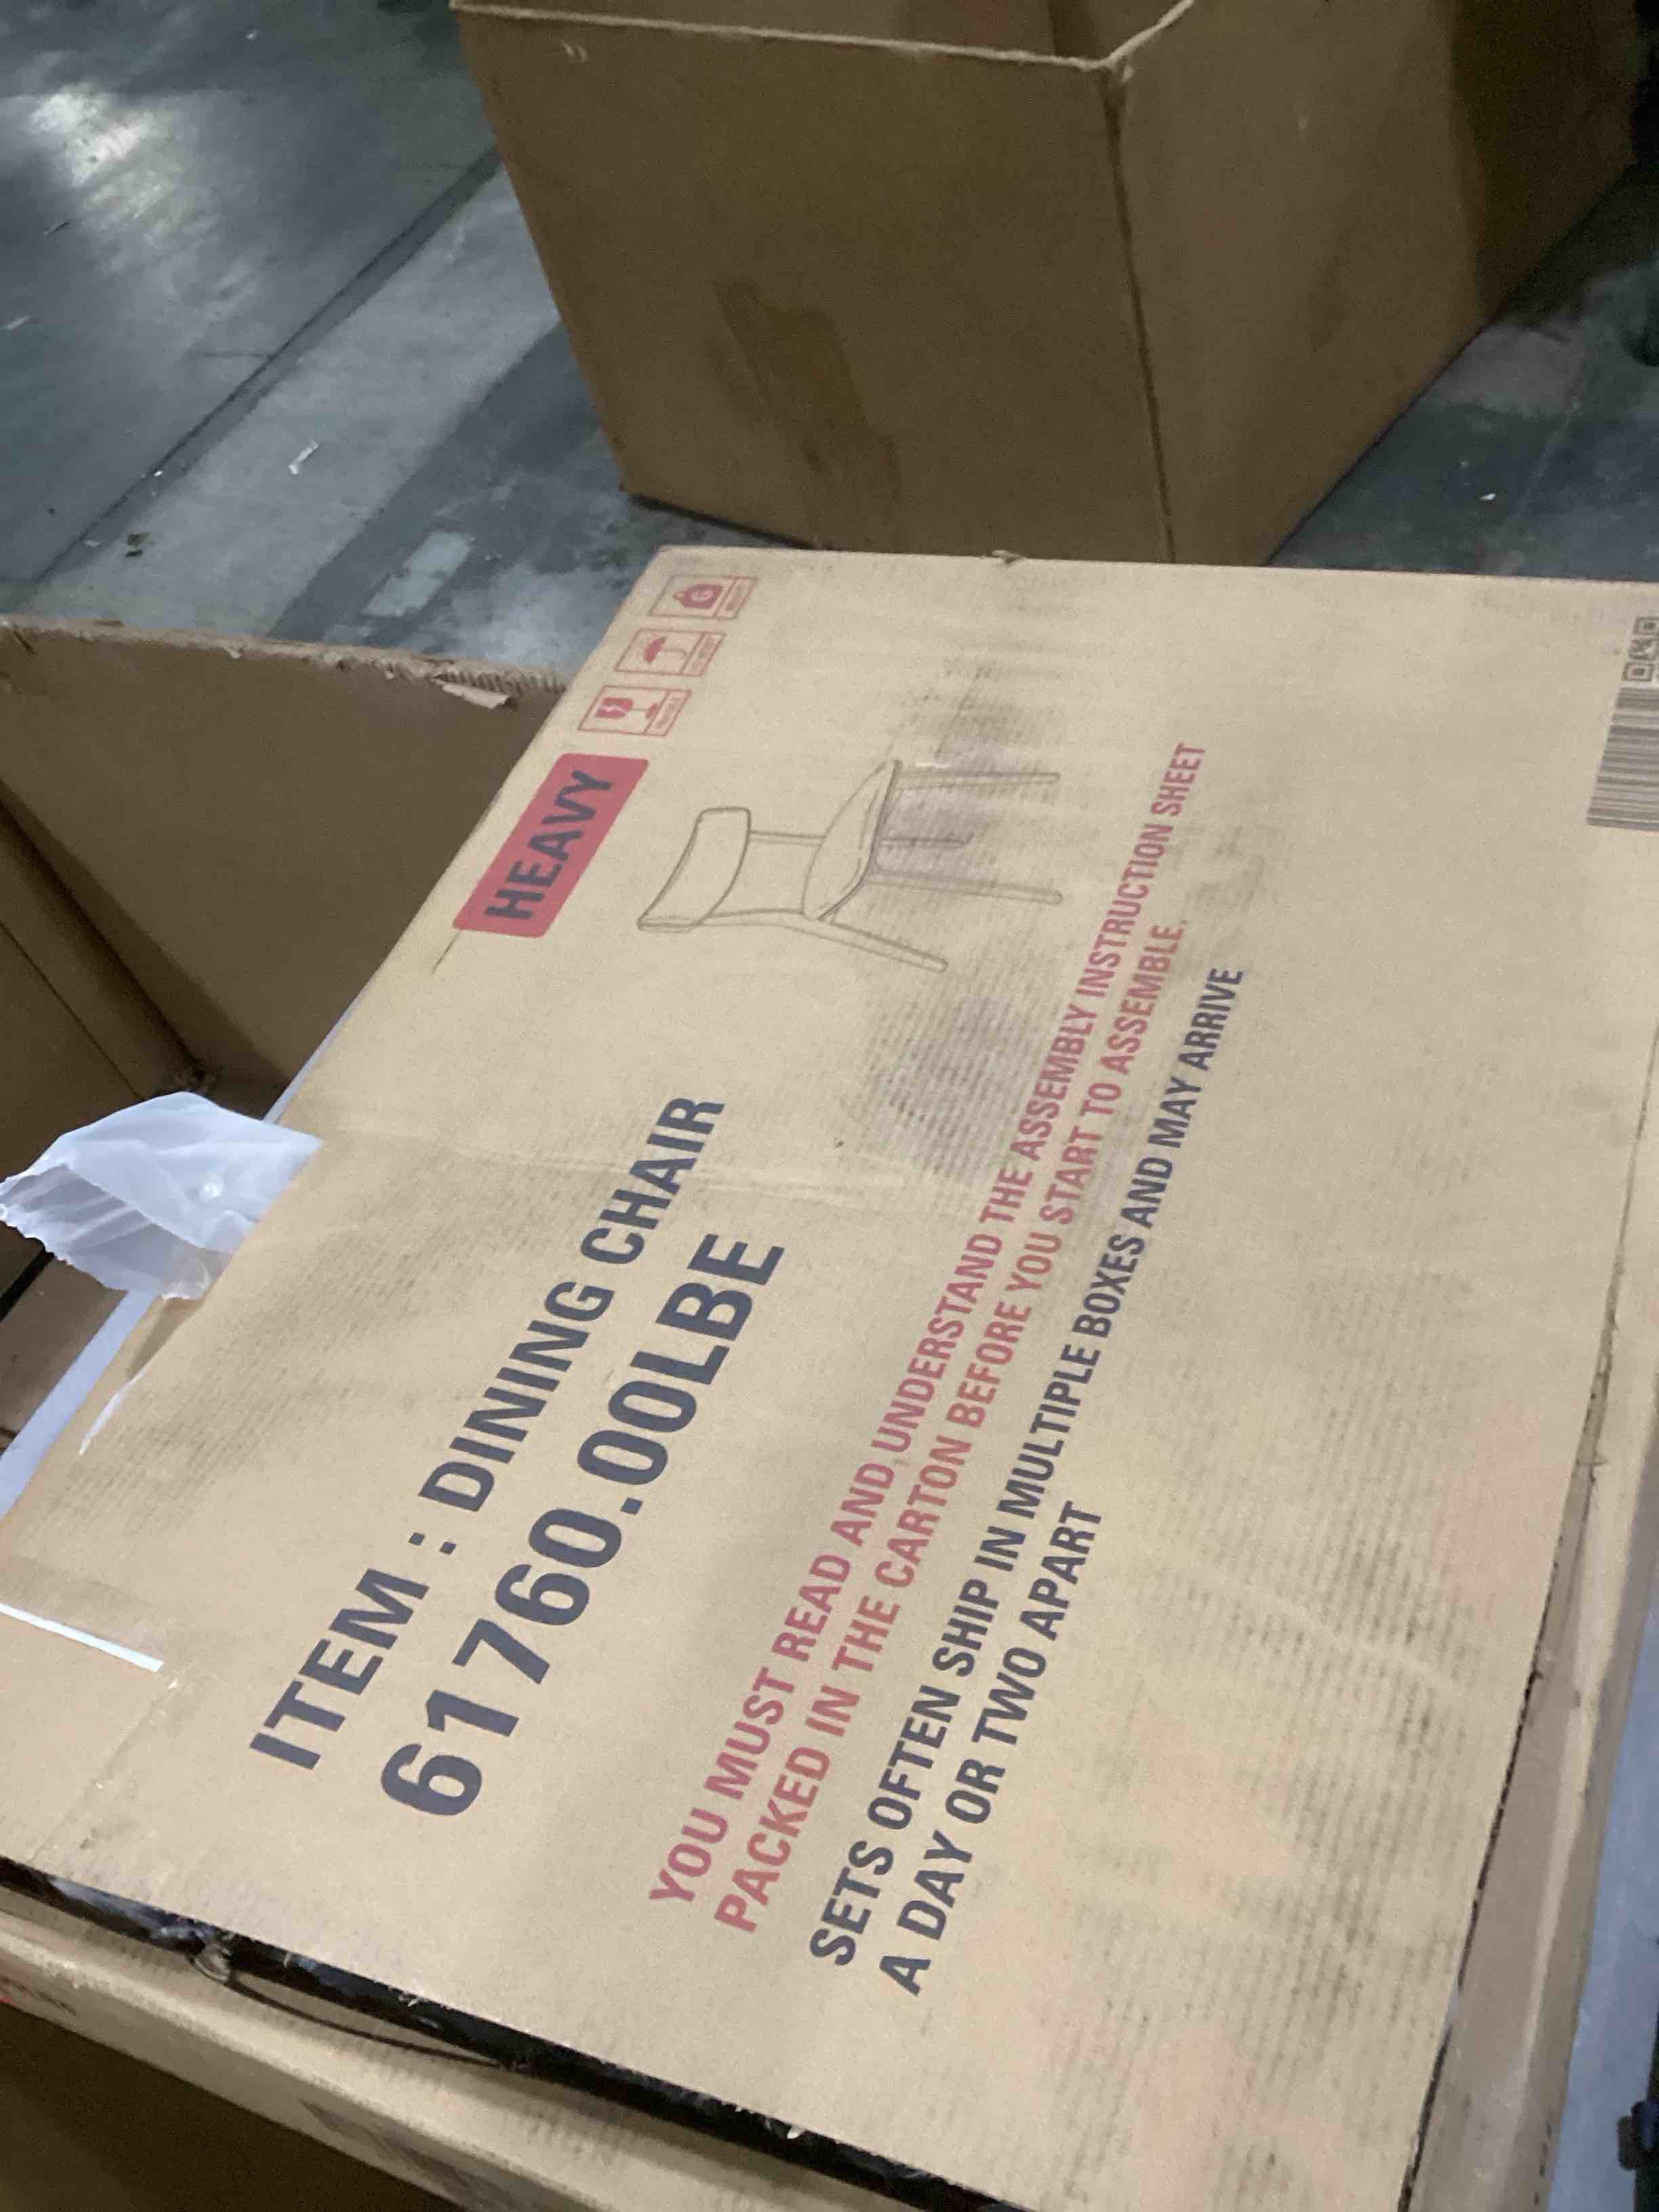 HEAVY
ITEM : DINING CHAIR
61760.00LBE
YOU MUST READ AND UNDERSTAND THE ASSEMBLY INSTRUCTION SHEET
PACKED IN THE CARTON BEFORE YOU START TO ASSEMBLE.
SETS OFTEN SHIP IN MULTIPLE BOXES AND MAY ARRIVE
A DAY OR TWO APART